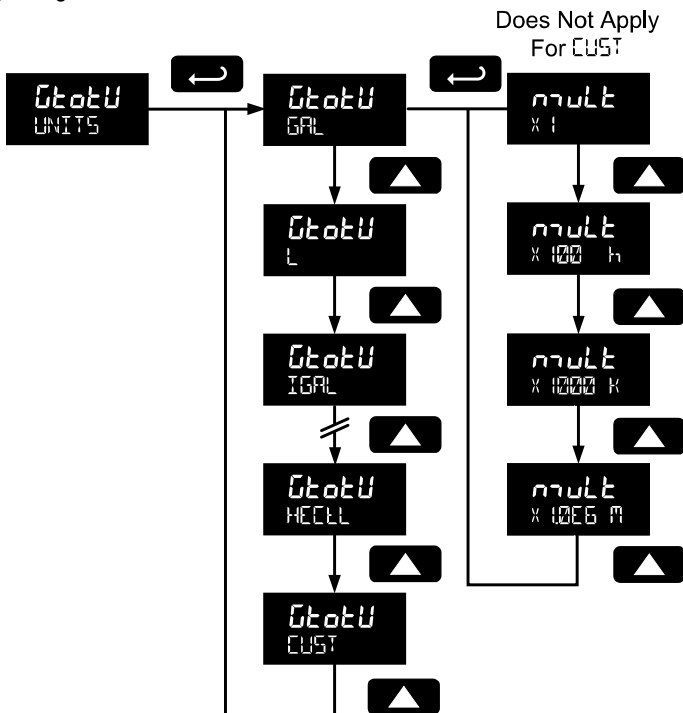 Does Not Apply
For CUST
GtotU
UNITS
GtotU
GAL
mult
X 1
GtotU
L
mult
X 100 h
GtotU
IGAL
mult
X 1000 K
GtotU
HECtL
mult
X 1.0E6 M
GtotU
CUST